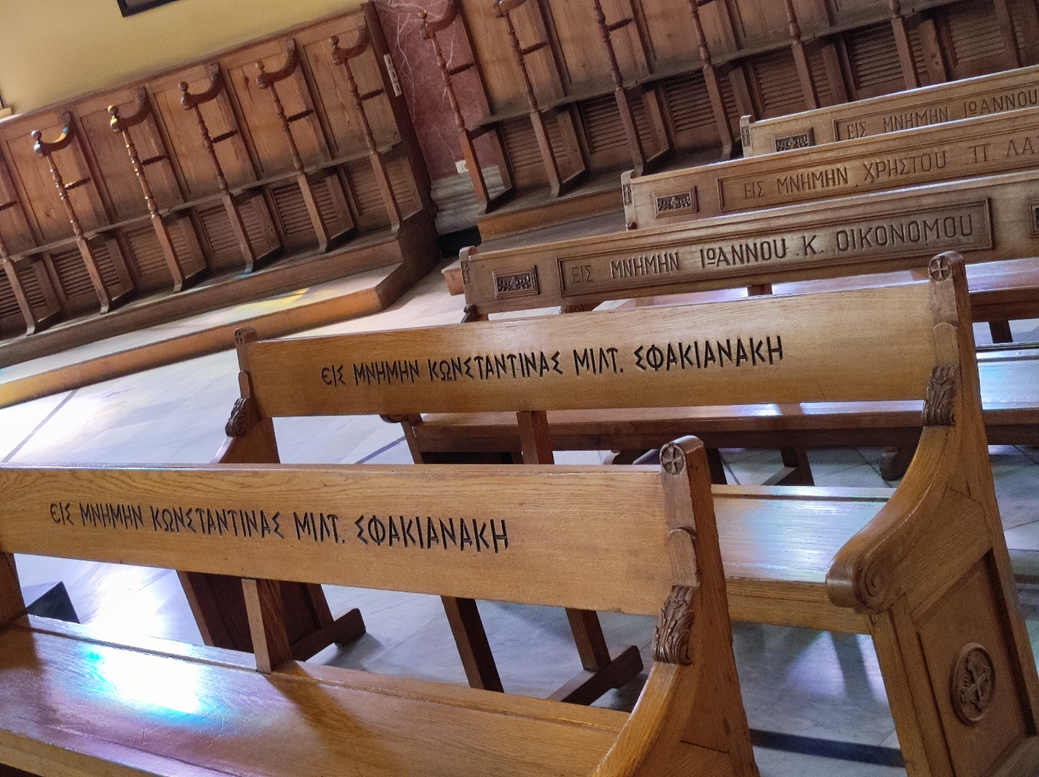 ΕΙΣ ΜΝΗΜΗΝ ΙΩΑΝΝΟΥ
ΕΙΣ ΜΝΗΜΗΝ ΧΡΗΣΤΟΥ Π. ΛΑ
ΕΙΣ ΜΝΗΜΗΝ ΙΩΑΝΝΟΥ Κ. ΟΙΚΟΝΟΜΟΥ
ΕΙΣ ΜΝΗΜΗΝ ΚΩΝΣΤΑΝΤΙΝΑΣ ΜΙΛΤ. ΣΦΑΚΙΑΝΑΚΗ
ΕΙΣ ΜΝΗΜΗΝ ΚΩΝΣΤΑΝΤΙΝΑΣ ΜΙΛΤ. ΣΦΑΚΙΑΝΑΚΗ